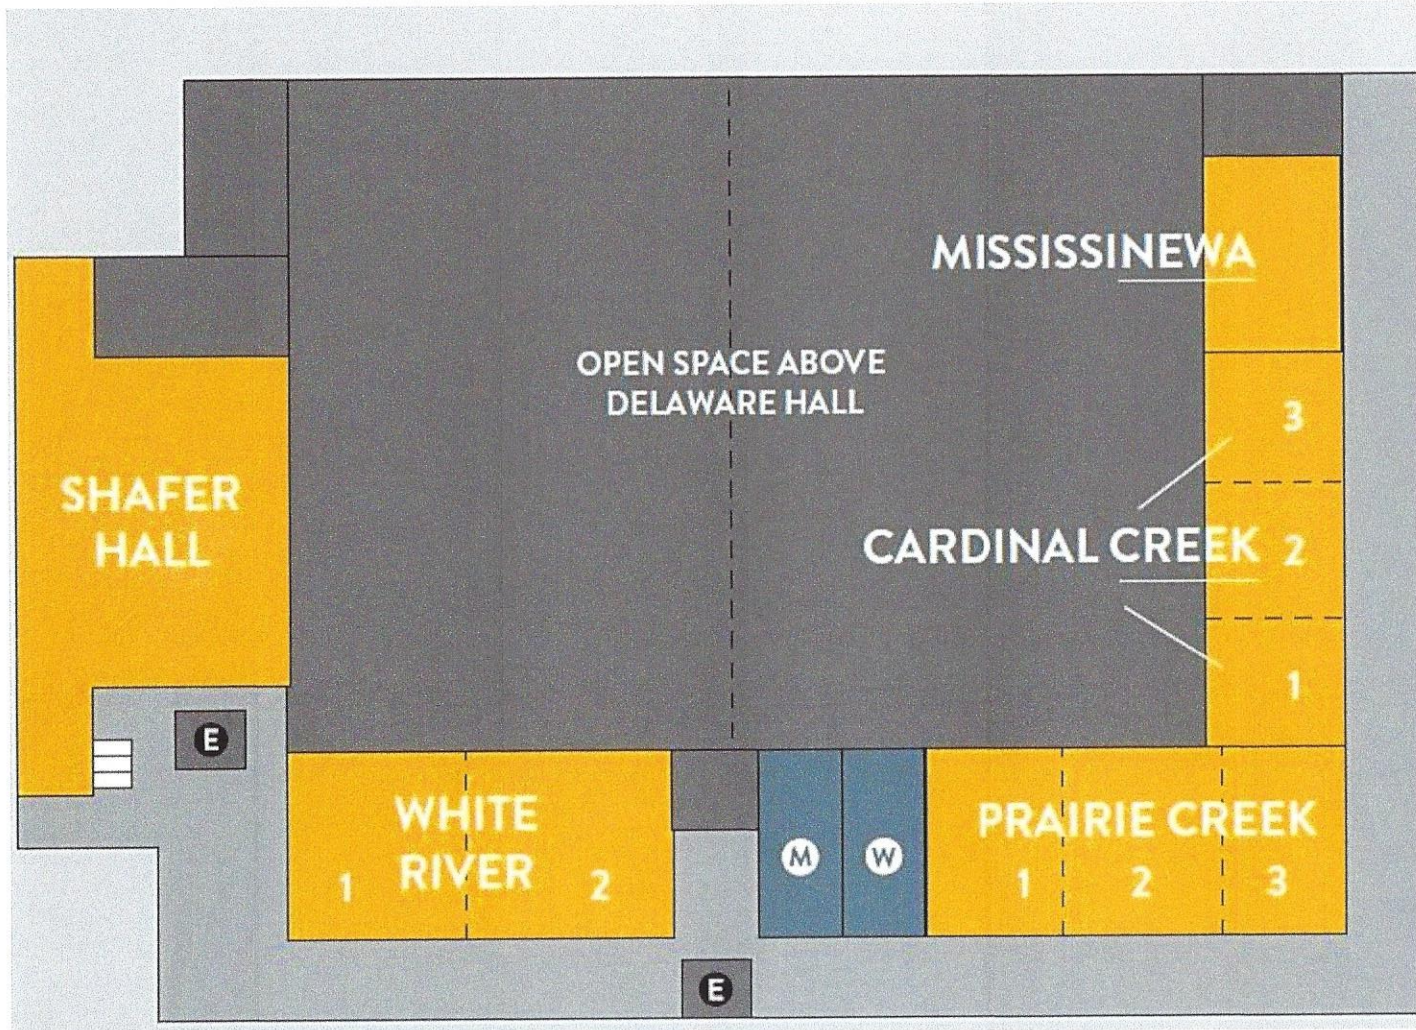 MISSISSINEWA
OPEN SPACE ABOVE
DELAWARE HALL
3
SHAFER
HALL
CARDINAL CREEK 2
1
E
WHITE
RIVER
1
2
M
W
PRAIRIE CREEK
1
2
3
E